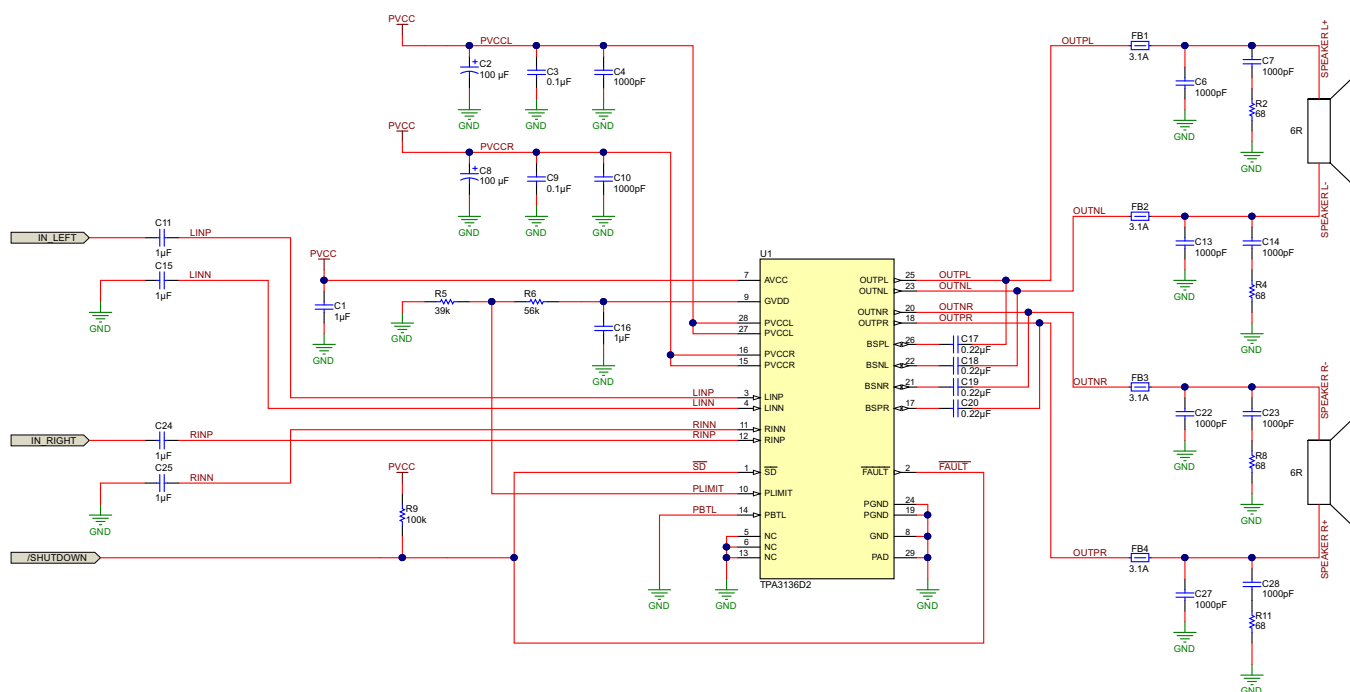 PVCC
PVCCL
C2
100 µF
C3
0.1µF
C4
1000pF
GND
GND
GND
PVCC
PVCCR
C8
100 µF
C9
0.1µF
C10
1000pF
GND
GND
GND
IN_LEFT
C11
1µF
LINP
C15
1µF
LINN
GND
PVCC
C1
1µF
GND
R5
39k
R6
56k
GND
C16
1µF
GND
IN_RIGHT
C24
1µF
RINP
C25
1µF
RINN
GND
PVCC
R9
100k
/SHUTDOWN
LINP
LINN
RINN
RINP
SD
PLIMIT
PBTL
GND
GND
U1
7 AVCC
9 GVDD
28 PVCCL
27 PVCCL
16 PVCCR
15 PVCCR
3 LINP
4 LINN
11 RINN
12 RINP
1 SD
10 PLIMIT
14 PBTL
5 NC
6 NC
13 NC
OUTPL 25 OUTPL
OUTNL 23 OUTNL
OUTNR 20 OUTNR
OUTPR 18 OUTPR
BSPL 26
BSNL 22
BSNR 21
BSPR 17
FAULT 2 FAULT
PGND 24
PGND 19
GND 8
PAD 29
TPA3136D2
GND
C17
0.22µF
C18
0.22µF
C19
0.22µF
C20
0.22µF
OUTPL
FB1
3.1A
C6
1000pF
GND
C7
1000pF
R2
68
GND
SPEAKER L+
6R
SPEAKER L-
OUTNL
FB2
3.1A
C13
1000pF
GND
C14
1000pF
R4
68
GND
OUTNR
FB3
3.1A
C22
1000pF
GND
C23
1000pF
R8
68
GND
SPEAKER R-
6R
SPEAKER R+
OUTPR
FB4
3.1A
C27
1000pF
GND
C28
1000pF
R11
68
GND